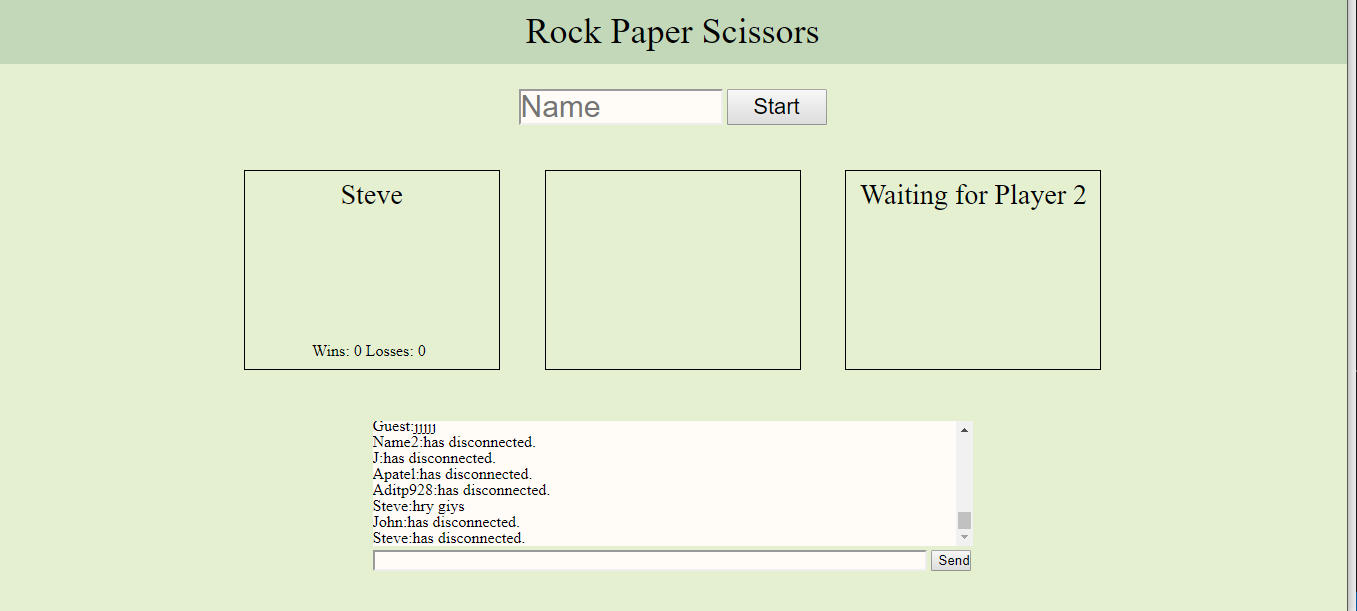 Rock Paper Scissors
Name Start
Steve
Waiting for Player 2
Wins: 0 Losses: 0
Guest:jjjjj
Name2:has disconnected.
J:has disconnected.
Apatel:has disconnected.
Aditp928:has disconnected.
Steve:hry giys
John:has disconnected.
Steve:has disconnected.
Send